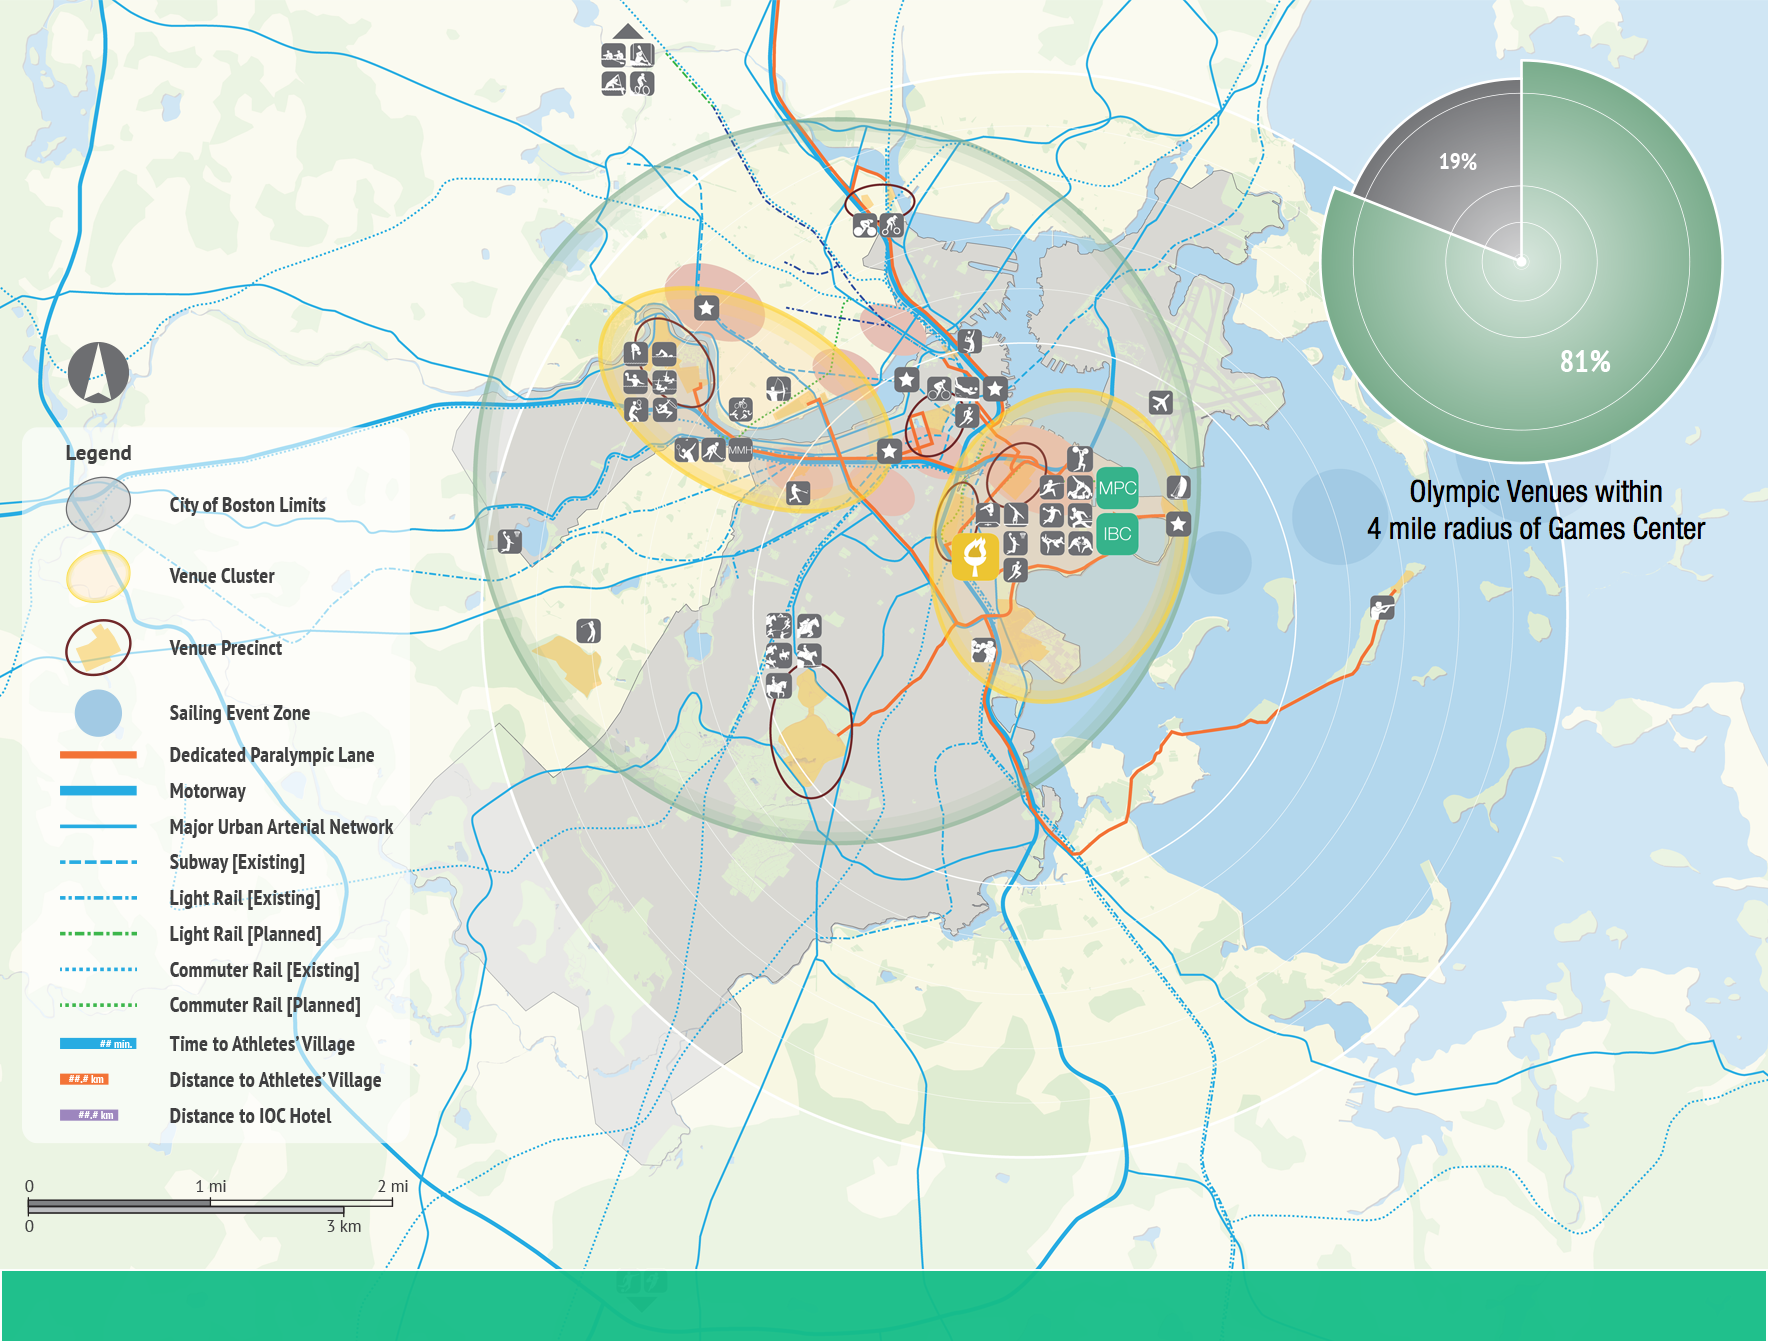 19%
81%
Olympic Venues within
4 mile radius of Games Center
MMH
MPC
IBC
Legend
City of Boston Limits
Venue Cluster
Venue Precinct
Sailing Event Zone
Dedicated Paralympic Lane
Motorway
Major Urban Arterial Network
Subway [Existing]
Light Rail [Existing]
Light Rail [Planned]
Commuter Rail [Existing]
Commuter Rail [Planned]
## min. Time to Athletes' Village
##,# km Distance to Athletes' Village
##,# km Distance to IOC Hotel
0 1 mi 2 mi
0 3 km